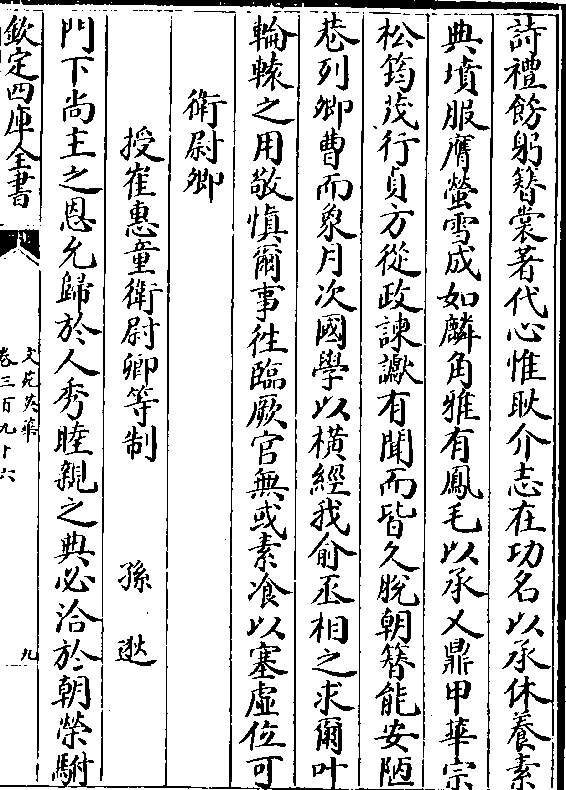 詩禮飭躬簪裳著代心惟耿介志在功名以承休養素
典墳服膺螢雪成如麟角雅有鳳毛以承乂鼎甲華宗
松筠茂行貞方從政諫讞有聞而皆久脫朝簪能安陋
巷列卿曹而象月次國學以橫經我俞丞相之求爾叶
輪轅之用敬慎爾事徃臨厥官無或素飡以塞虛位可
衛尉卿
授崔惠童衛尉卿等制　孫逖
門下尚主之恩允歸於人秀睦親之典必洽於朝榮駙
欽定四庫全書
文苑英華
卷三百九十六
九